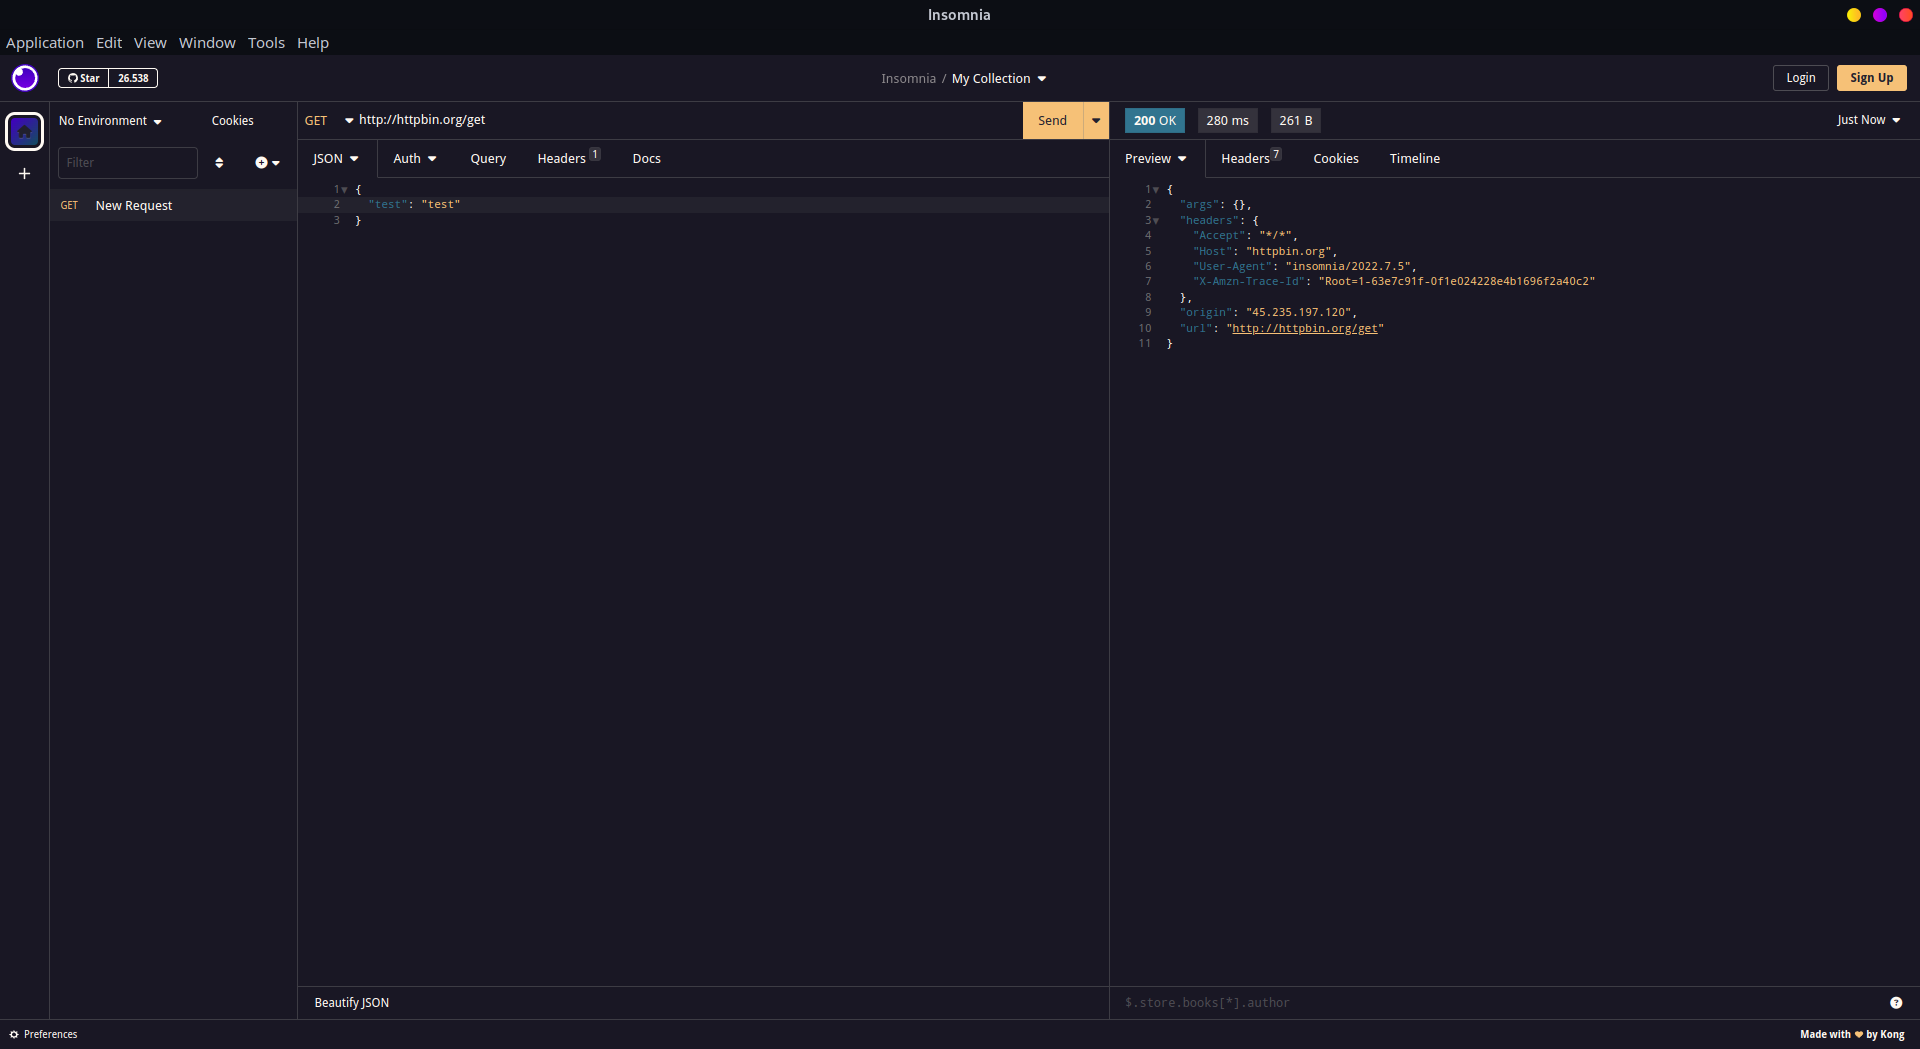 Insomnia
Application Edit View Window Tools Help
Star 26.538
Insomnia / My Collection
Login Sign Up
No Environment Cookies
Filter
GET New Request
GET http://httpbin.org/get Send
JSON Auth Query Headers 1 Docs
1 {
2 "test": "test"
3 }
Beautify JSON
200 OK 280 ms 261 B Just Now
Preview Headers 7 Cookies Timeline
1 {
2 "args": {},
3 "headers": {
4 "Accept": "*/*",
5 "Host": "httpbin.org",
6 "User-Agent": "insomnia/2022.7.5",
7 "X-Amzn-Trace-Id": "Root=1-63e7c91f-0f1e024228e4b1696f2a40c2"
8 },
9 "origin": "45.235.197.120",
10 "url": "http://httpbin.org/get"
11 }
$.store.books[*].author ?
Preferences
Made with ❤ by Kong